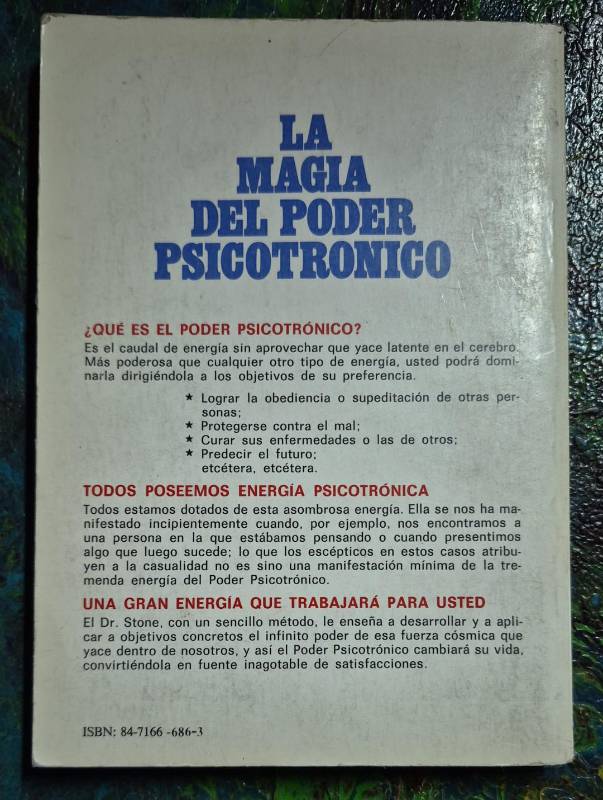 LA
MAGIA
DEL PODER
PSICOTRONICO
¿QUÉ ES EL PODER PSICOTRÓNICO?
Es el caudal de energía sin aprovechar que yace latente en el cerebro.
Más poderosa que cualquier otro tipo de energía, usted podrá domi-
narla dirigiéndola a los objetivos de su preferencia.
★ Lograr la obediencia o supeditación de otras per-
sonas;
★ Protegerse contra el mal;
★ Curar sus enfermedades o las de otros;
★ Predecir el futuro;
etcétera, etcétera.
TODOS POSEEMOS ENERGÍA PSICOTRÓNICA
Todos estamos dotados de esta asombrosa energía. Ella se nos ha ma-
nifestado incipientemente cuando, por ejemplo, nos encontramos a
una persona en la que estábamos pensando o cuando presentimos
algo que luego sucede; lo que los escépticos en estos casos atribu-
yen a la casualidad no es sino una manifestación mínima de la tre-
menda energía del Poder Psicotrónico.
UNA GRAN ENERGÍA QUE TRABAJARÁ PARA USTED
El Dr. Stone, con un sencillo método, le enseña a desarrollar y a apli-
car a objetivos concretos el infinito poder de esa fuerza cósmica que
yace dentro de nosotros, y así el Poder Psicotrónico cambiará su vida,
convirtiéndola en fuente inagotable de satisfacciones.
ISBN: 84-7166 -686-3